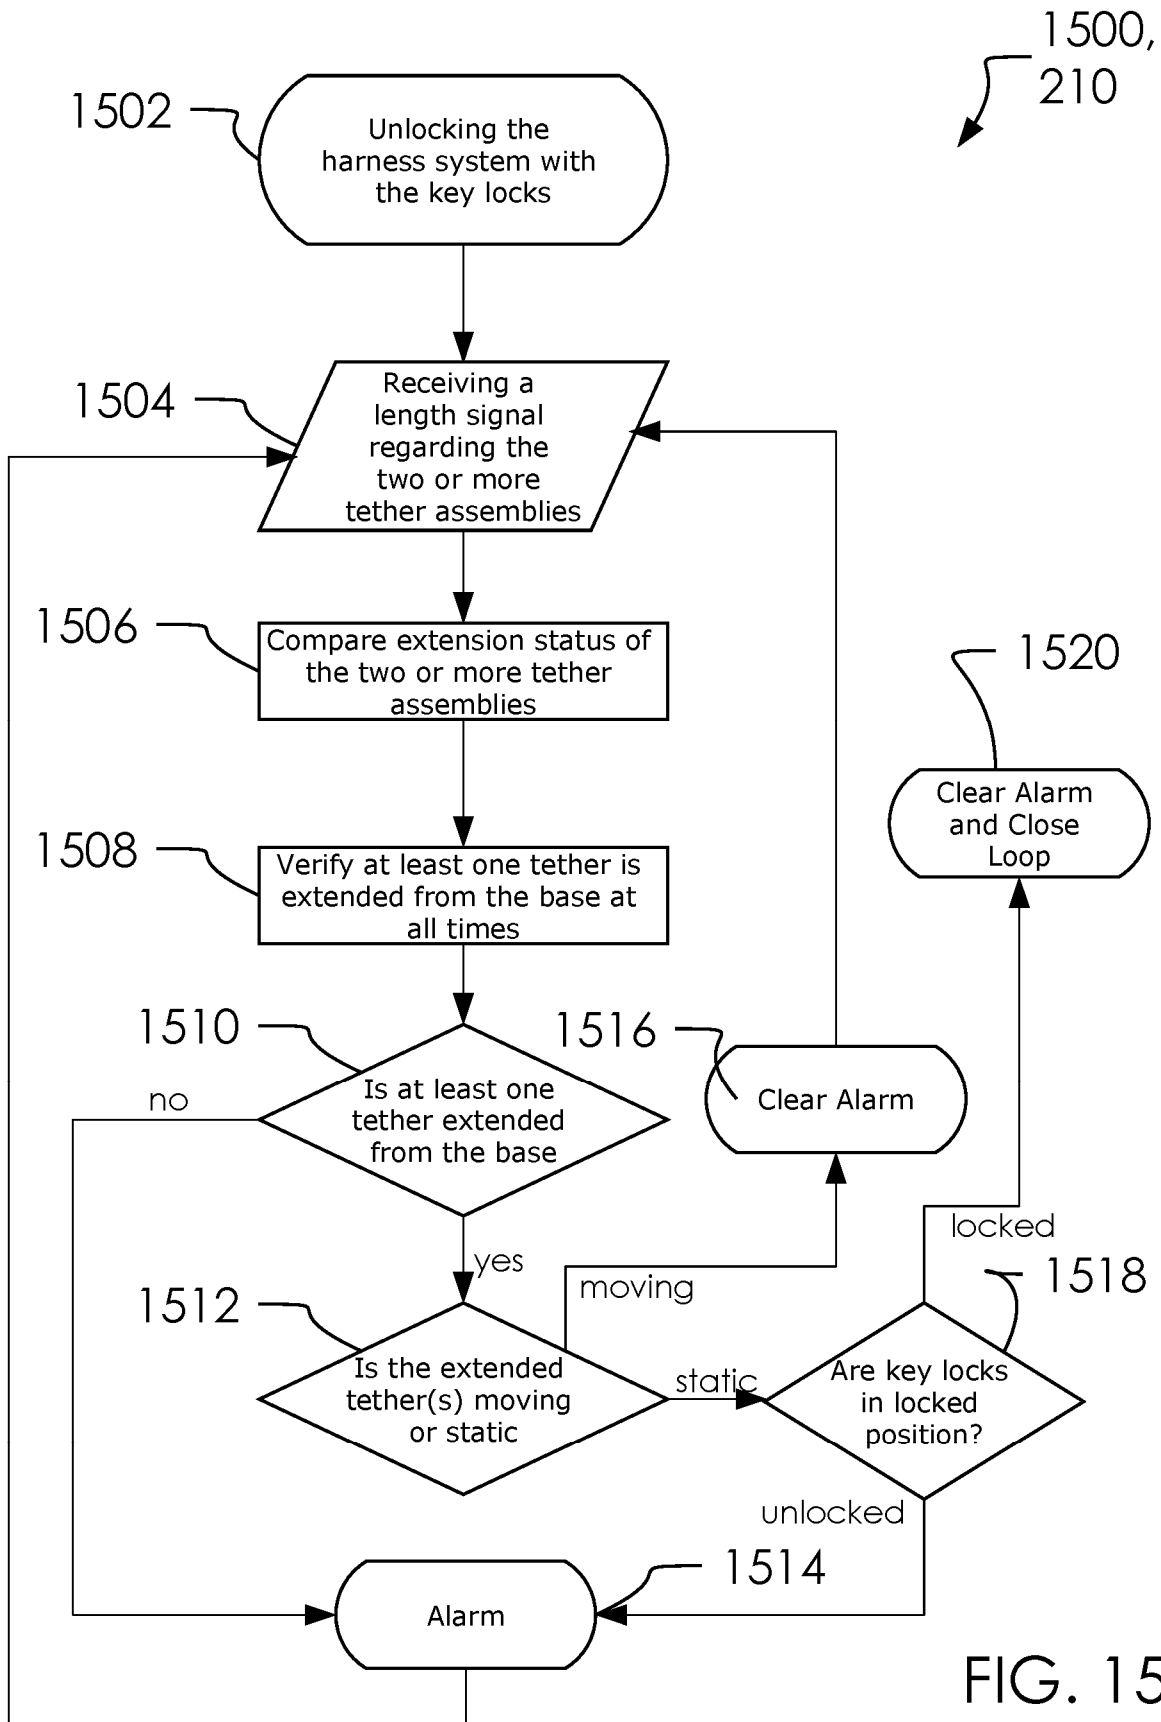 1500,
210
1502
Unlocking the
harness system with
the key locks
1504
Receiving a
length signal
regarding the
two or more
tether assemblies
1506
Compare extension status of
the two or more tether
assemblies
1520
Clear Alarm
and Close
Loop
1508
Verify at least one tether is
extended from the base at
all times
1510
Is at least one
tether extended
from the base
no
1516
Clear Alarm
yes
moving
locked
1518
1512
Is the extended
tether(s) moving
or static
static
Are key locks
in locked
position?
unlocked
1514
Alarm
FIG. 15